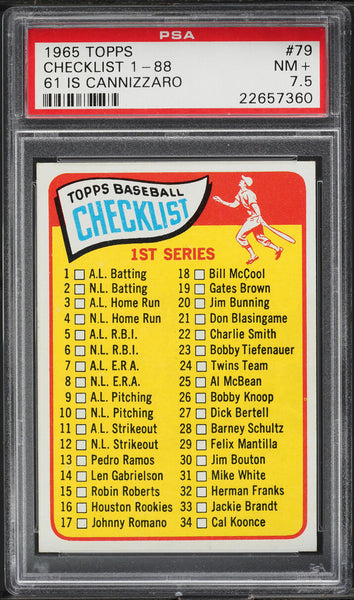 PSA
1965 TOPPS #79
CHECKLIST 1-88 NM+
61 IS CANNIZZARO 7.5
22657360
TOPPS BASEBALL
CHECKLIST
1ST SERIES
1 A.L. Batting
2 N.L. Batting
3 A.L. Home Run
4 N.L. Home Run
5 A.L. R.B.I.
6 N.L. R.B.I.
7 A.L. E.R.A.
8 N.L. E.R.A.
9 A.L. Pitching
10 N.L. Pitching
11 A.L. Strikeout
12 N.L. Strikeout
13 Pedro Ramos
14 Len Gabrielson
15 Robin Roberts
16 Houston Rookies
17 Johnny Romano
18 Bill McCool
19 Gates Brown
20 Jim Bunning
21 Don Blasingame
22 Charlie Smith
23 Bobby Tiefenauer
24 Twins Team
25 Al McBean
26 Bobby Knoop
27 Dick Bertell
28 Barney Schultz
29 Felix Mantilla
30 Jim Bouton
31 Mike White
32 Herman Franks
33 Jackie Brandt
34 Cal Koonce